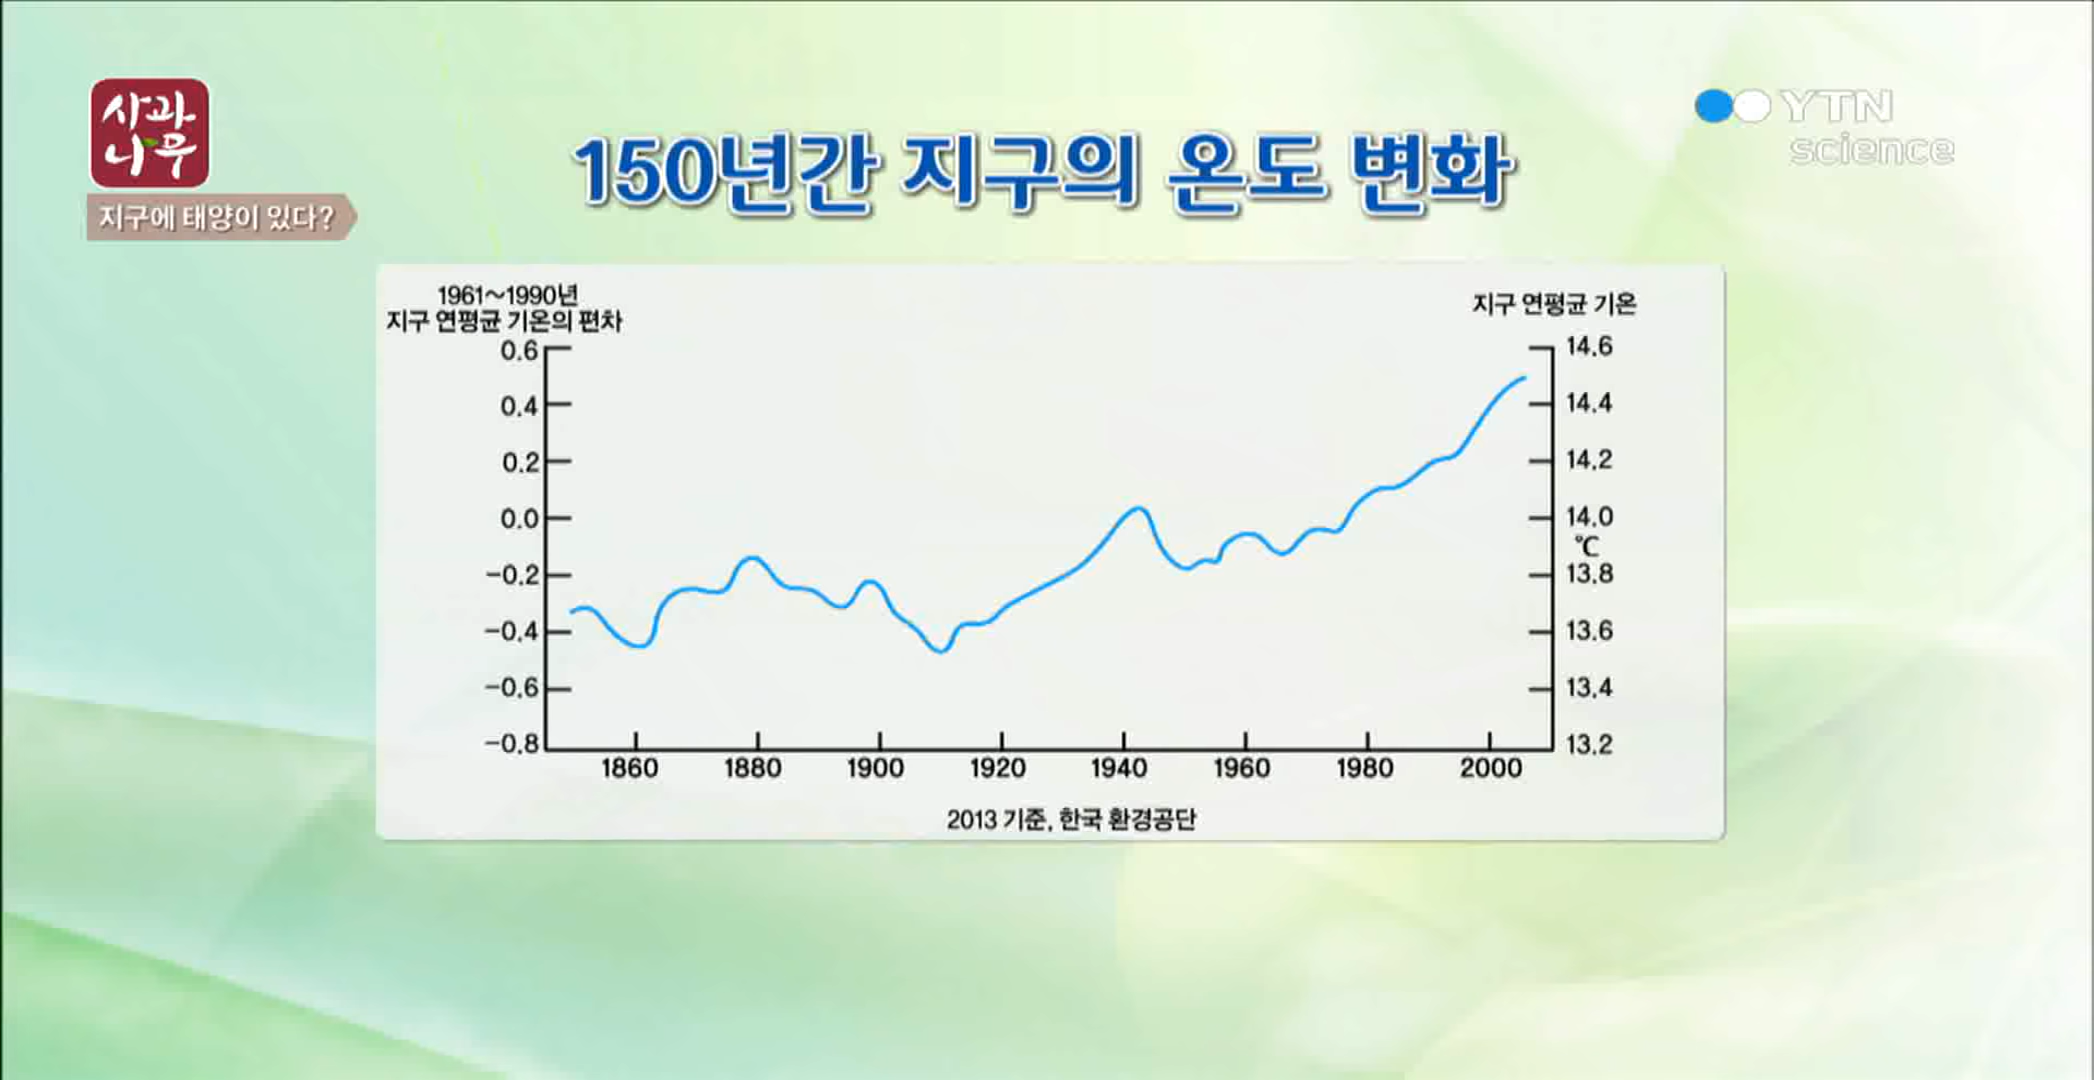 사과
나무
지구에 태양이 있다?
YTN
science
150년간 지구의 온도 변화
1961~1990년
지구 연평균 기온의 편차
지구 연평균 기온
0.6
0.4
0.2
0.0
-0.2
-0.4
-0.6
-0.8
14.6
14.4
14.2
14.0
℃
13.8
13.6
13.4
13.2
1860 1880 1900 1920 1940 1960 1980 2000
2013 기준, 한국 환경공단